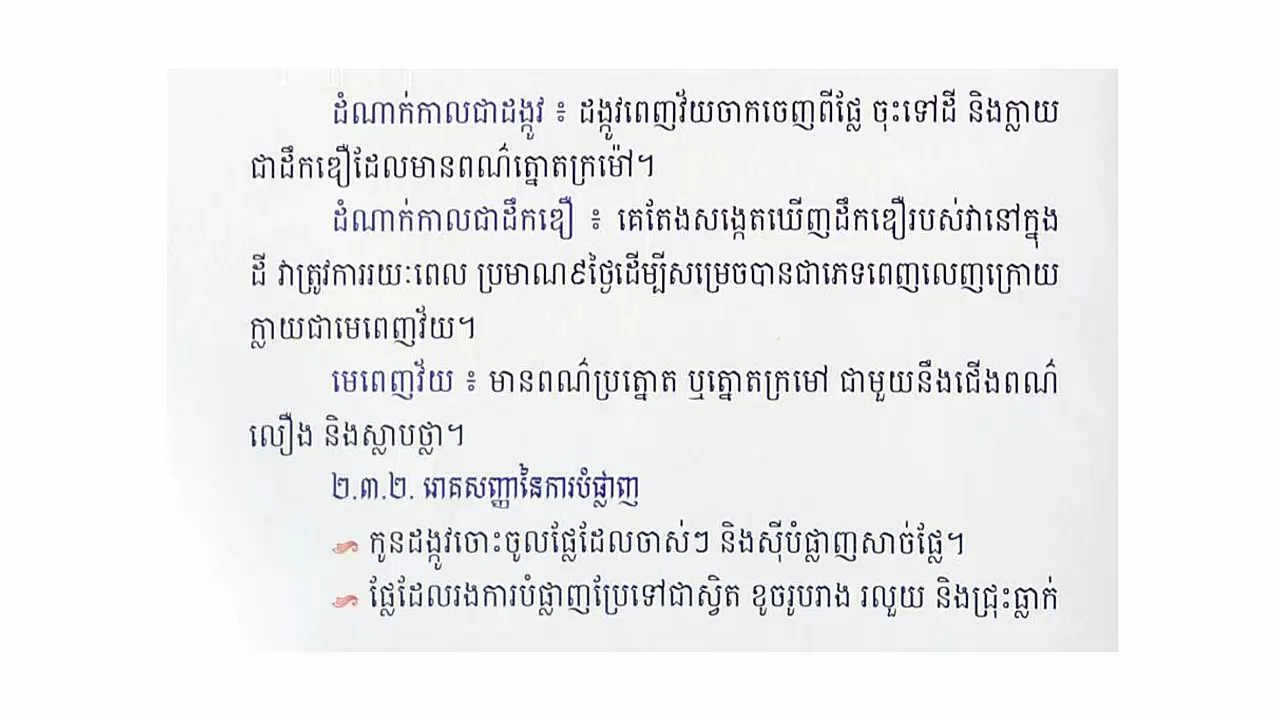 ដំណាក់កាលជាដង្កូវ ៖ ដង្កូវពេញវ័យចាកចេញពីផ្លែ ចុះទៅដី និងក្លាយ
ជាដឹកឌឿដែលមានពណ៌ត្នោតក្រម៉ៅ។
ដំណាក់កាលជាដឹកឌឿ ៖ គេតែងសង្កេតឃើញដឹកឌឿរបស់វានៅក្នុង
ដី វាត្រូវការរយៈពេល ប្រមាណ៩ថ្ងៃដើម្បីសម្រេចបានជាភេទពេញលេញក្រោយ
ក្លាយជាមេពេញវ័យ។
មេពេញវ័យ ៖ មានពណ៌ប្រត្នោត ឬត្នោតក្រមៅ ជាមួយនឹងជើងពណ៌
លឿង និងស្លាបថ្លា។
២.៣.២. រោគសញ្ញានៃការបំផ្លាញ
កូនដង្កូវចោះចូលផ្លែដែលចាស់ៗ និងស៊ីបំផ្លាញសាច់ផ្លែ។
ផ្លែដែលរងការបំផ្លាញប្រែទៅជាស្វិត ខូចរូបរាង រលួយ និងជ្រុះធ្លាក់